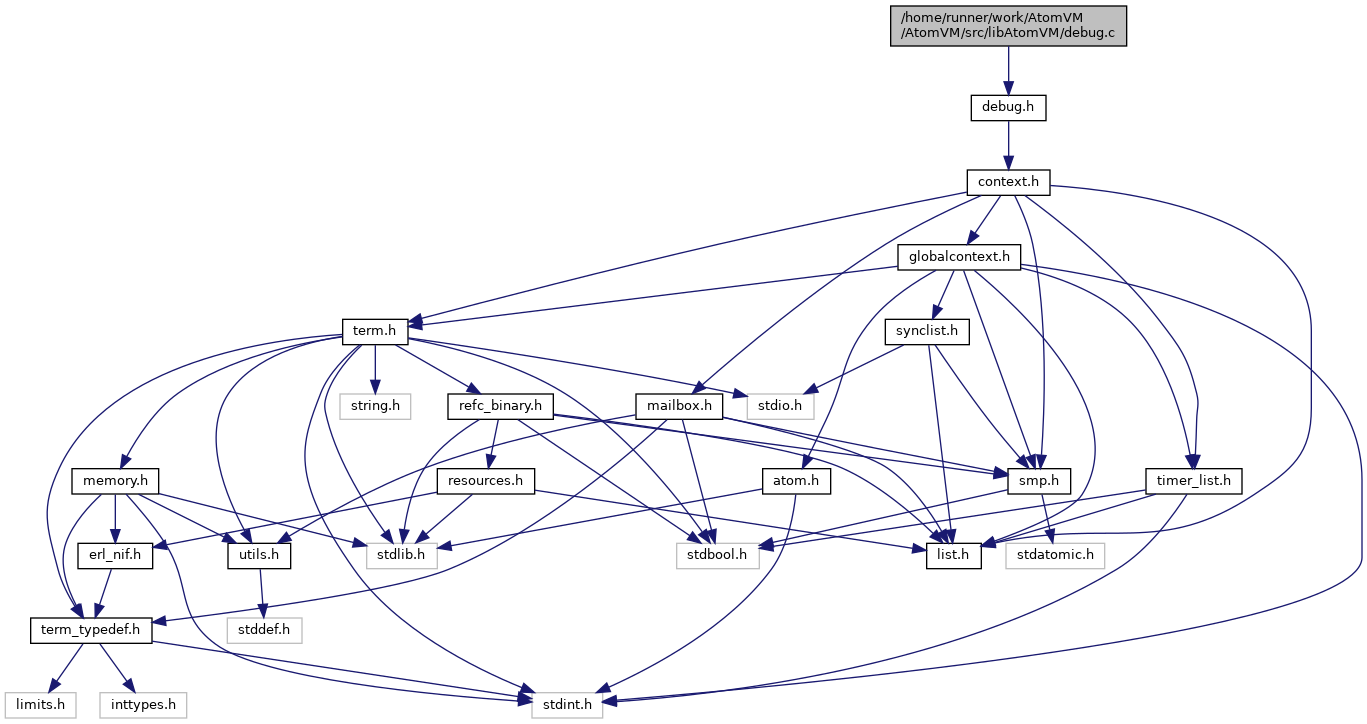 /home/runner/work/AtomVM
/AtomVM/src/libAtomVM/debug.c
debug.h
context.h
globalcontext.h
term.h
synclist.h
string.h
refc_binary.h
mailbox.h
stdio.h
memory.h
resources.h
atom.h
smp.h
timer_list.h
erl_nif.h
utils.h
stdlib.h
stdbool.h
list.h
stdatomic.h
term_typedef.h
stddef.h
limits.h
inttypes.h
stdint.h